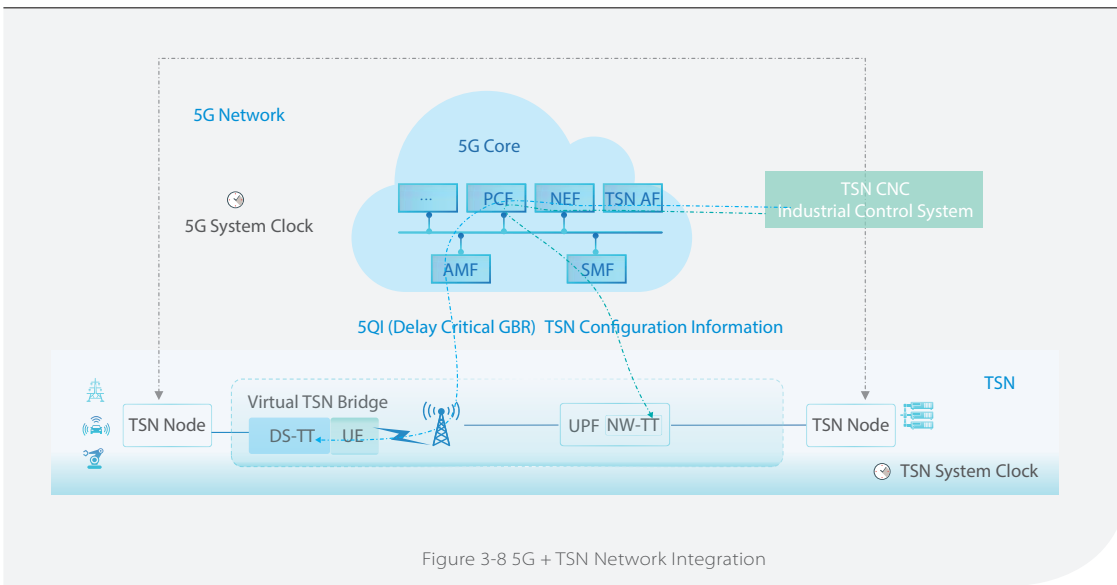 5G Network
5G Core
TSN CNC
Industrial Control System
... PCF NEF TSN AF
5G System Clock
AMF SMF
5QI (Delay Critical GBR) TSN Configuration Information
TSN
Virtual TSN Bridge
TSN Node
DS-TT UE
UPF NW-TT
TSN Node
TSN System Clock
Figure 3-8 5G + TSN Network Integration